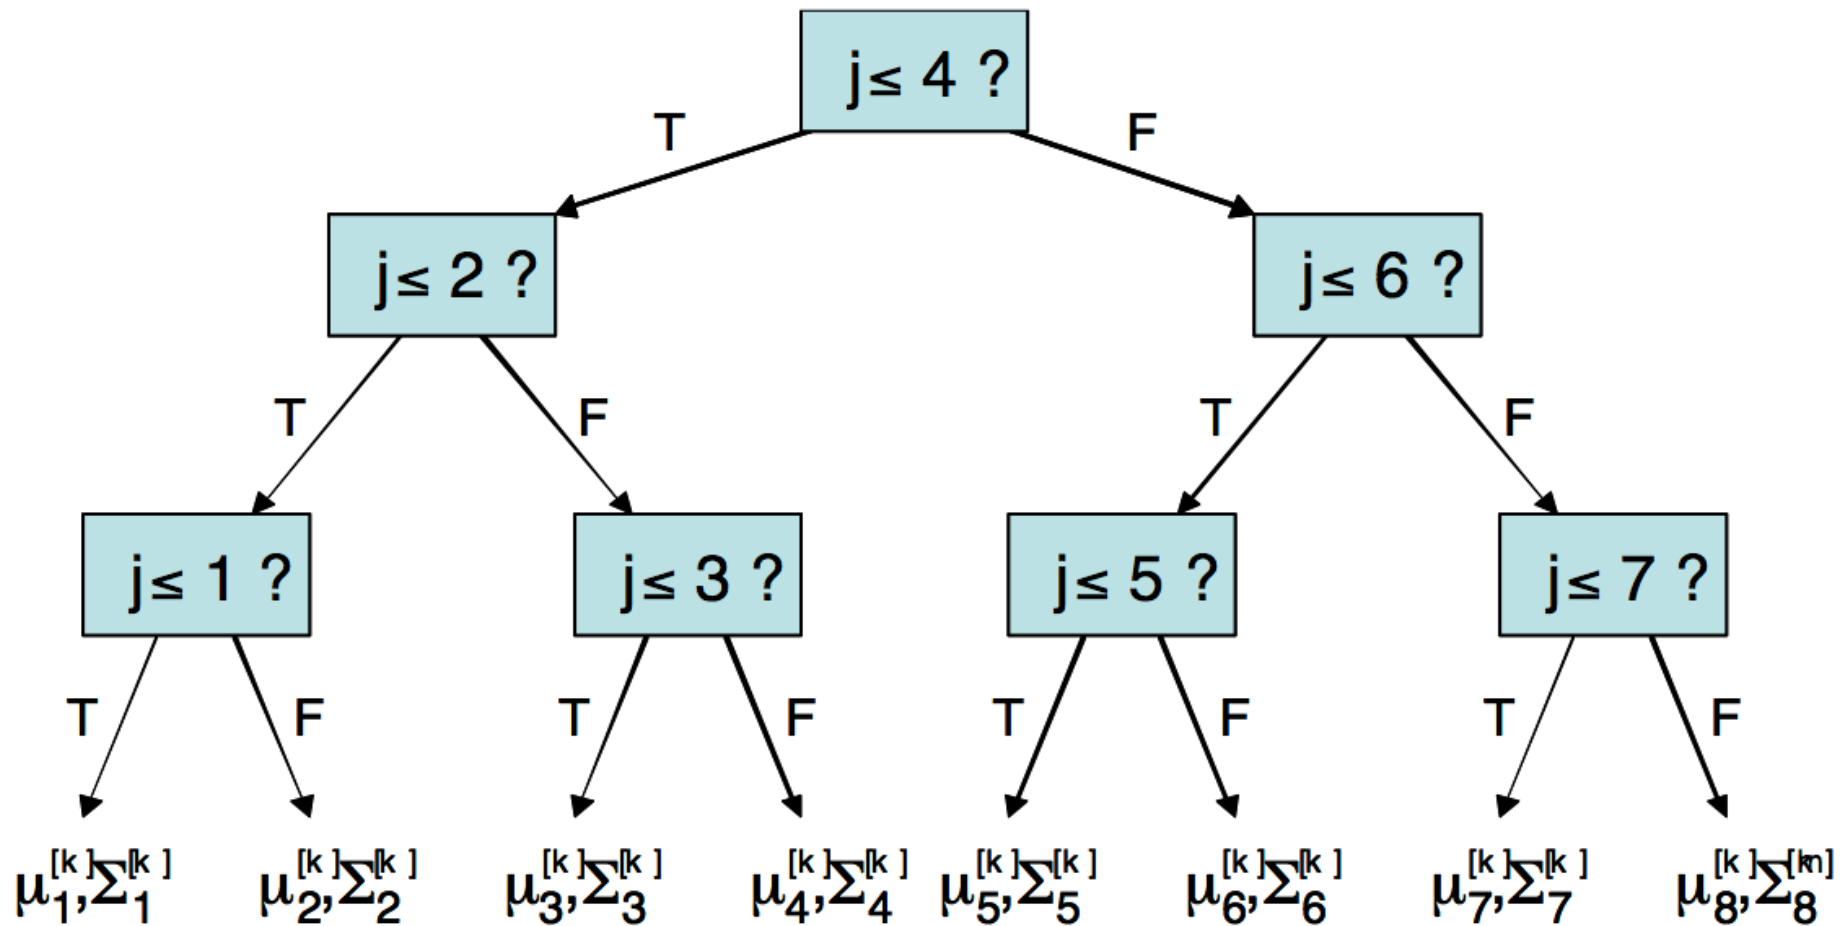 j≤ 4 ?
T F
j≤ 2 ? j≤ 6 ?
T F T F
j≤ 1 ? j≤ 3 ? j≤ 5 ? j≤ 7 ?
T F T F T F T F
μ₁[k],Σ₁[k] μ₂[k],Σ₂[k] μ₃[k],Σ₃[k] μ₄[k],Σ₄[k] μ₅[k],Σ₅[k] μ₆[k],Σ₆[k] μ₇[k],Σ₇[k] μ₈[k],Σ₈[kn]